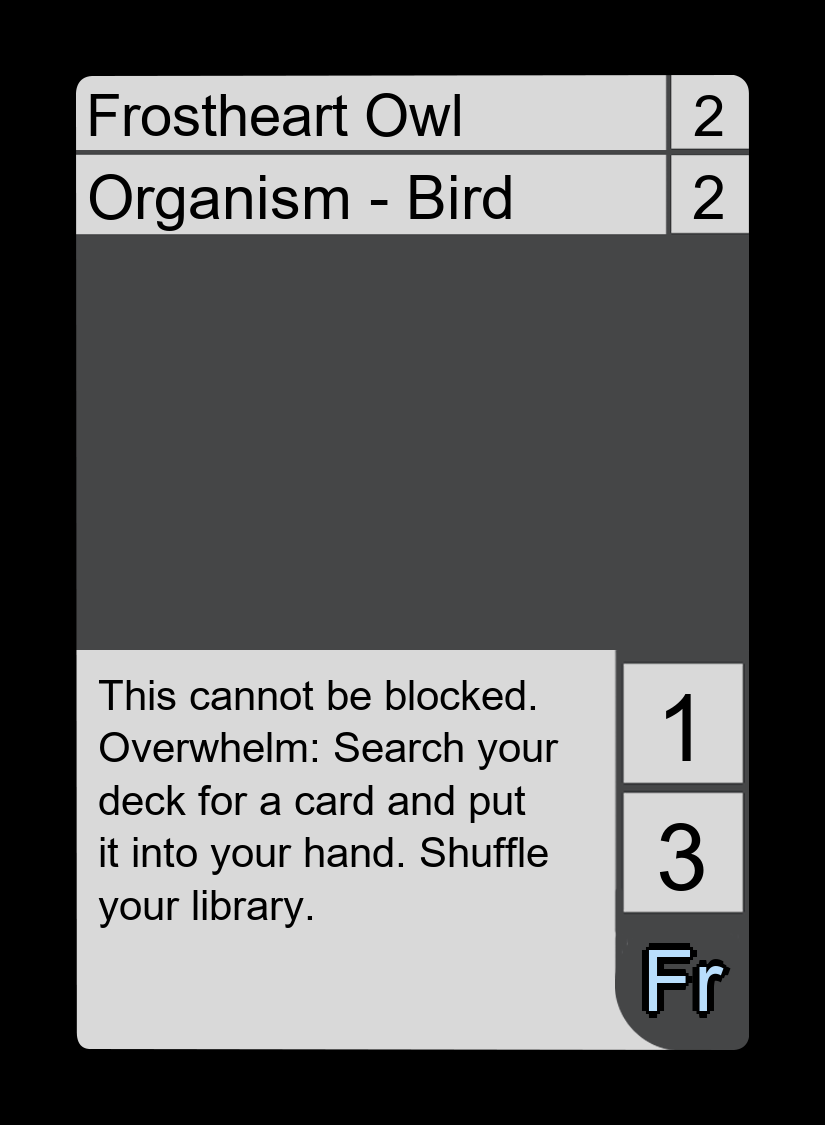 Frostheart Owl 2
Organism - Bird 2
This cannot be blocked.
Overwhelm: Search your
deck for a card and put
it into your hand. Shuffle
your library.
1
3
Fr